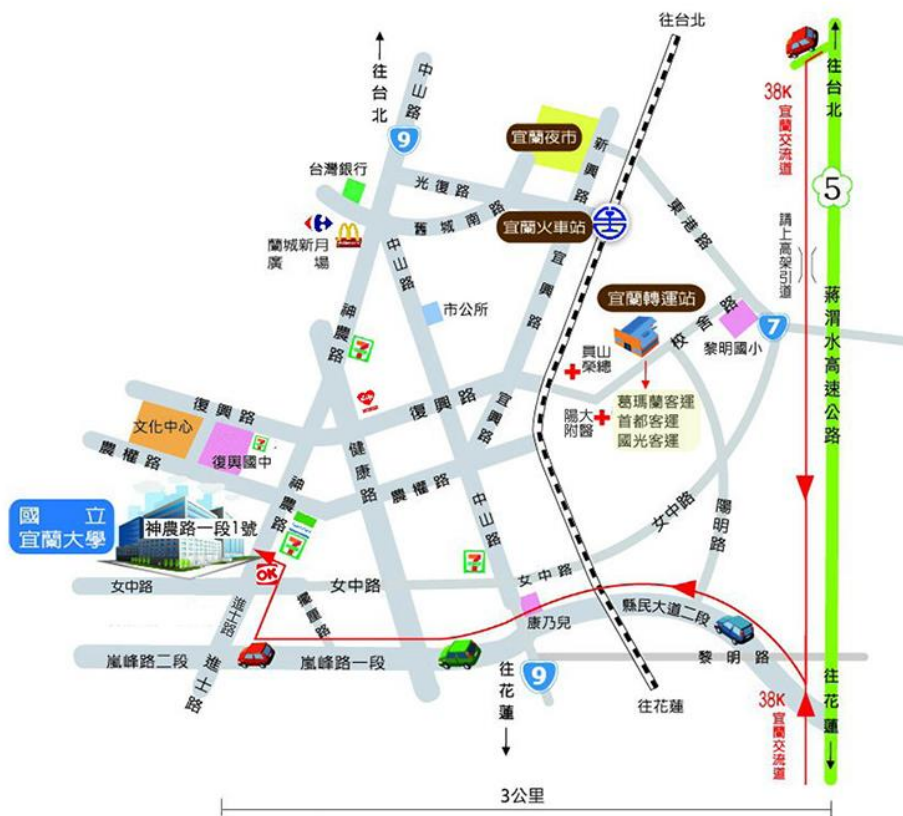 往台北
往台北
中山路
9
38K
宜蘭交流道
往台北
5
宜蘭夜市
新興路
台灣銀行
光復路
舊城南路
東港路
宜蘭火車站
請上高架引道
蘭城新月
廣場
中山路
宜興路
宜蘭轉運站
校舍路
7
蔣渭水高速公路
市公所
神農路
黎明國小
員山
榮總
葛瑪蘭客運
首都客運
國光客運
陽大
附醫
復興路
復興路
宜興路
文化中心
復興國中
農權路
健康路
農權路
神農路
中山路
女中路
陽明路
國立
宜蘭大學
神農路一段1號
OK
女中路
女中路
女中路
進士路
康乃兒
縣民大道二段
黎明路
嵐峰路二段
進士路
嵐峰路一段
往花蓮
9
往花蓮
38K
宜蘭交流道
往花蓮
3公里